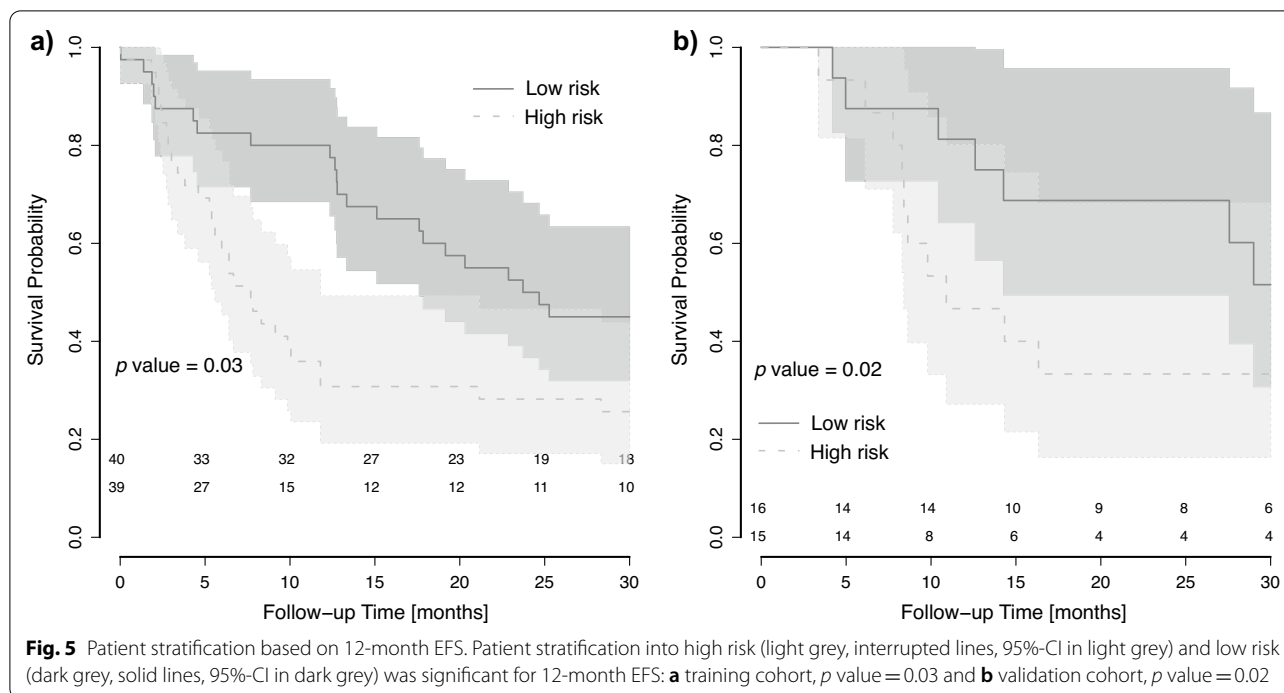 a)
Survival Probability
1.0
0.8
0.6
0.4
0.2
0.0
Low risk
High risk
p value = 0.03
40 33 32 27 23 19 18
39 27 15 12 12 11 10
0 5 10 15 20 25 30
Follow-up Time [months]
b)
Survival Probability
1.0
0.8
0.6
0.4
0.2
0.0
p value = 0.02
Low risk
High risk
16 14 14 10 9 8 6
15 14 8 6 4 4 4
0 5 10 15 20 25 30
Follow-up Time [months]
Fig. 5 Patient stratification based on 12-month EFS. Patient stratification into high risk (light grey, interrupted lines, 95%-CI in light grey) and low risk
(dark grey, solid lines, 95%-CI in dark grey) was significant for 12-month EFS: a training cohort, p value = 0.03 and b validation cohort, p value = 0.02